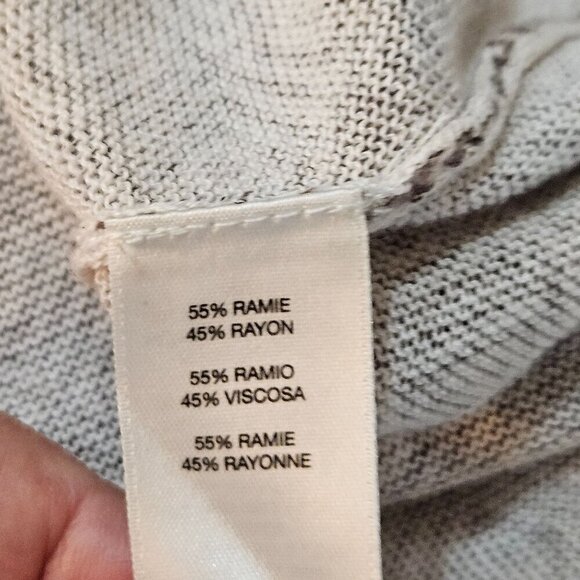 55% RAMIE
45% RAYON
55% RAMIO
45% VISCOSA
55% RAMIE
45% RAYONNE